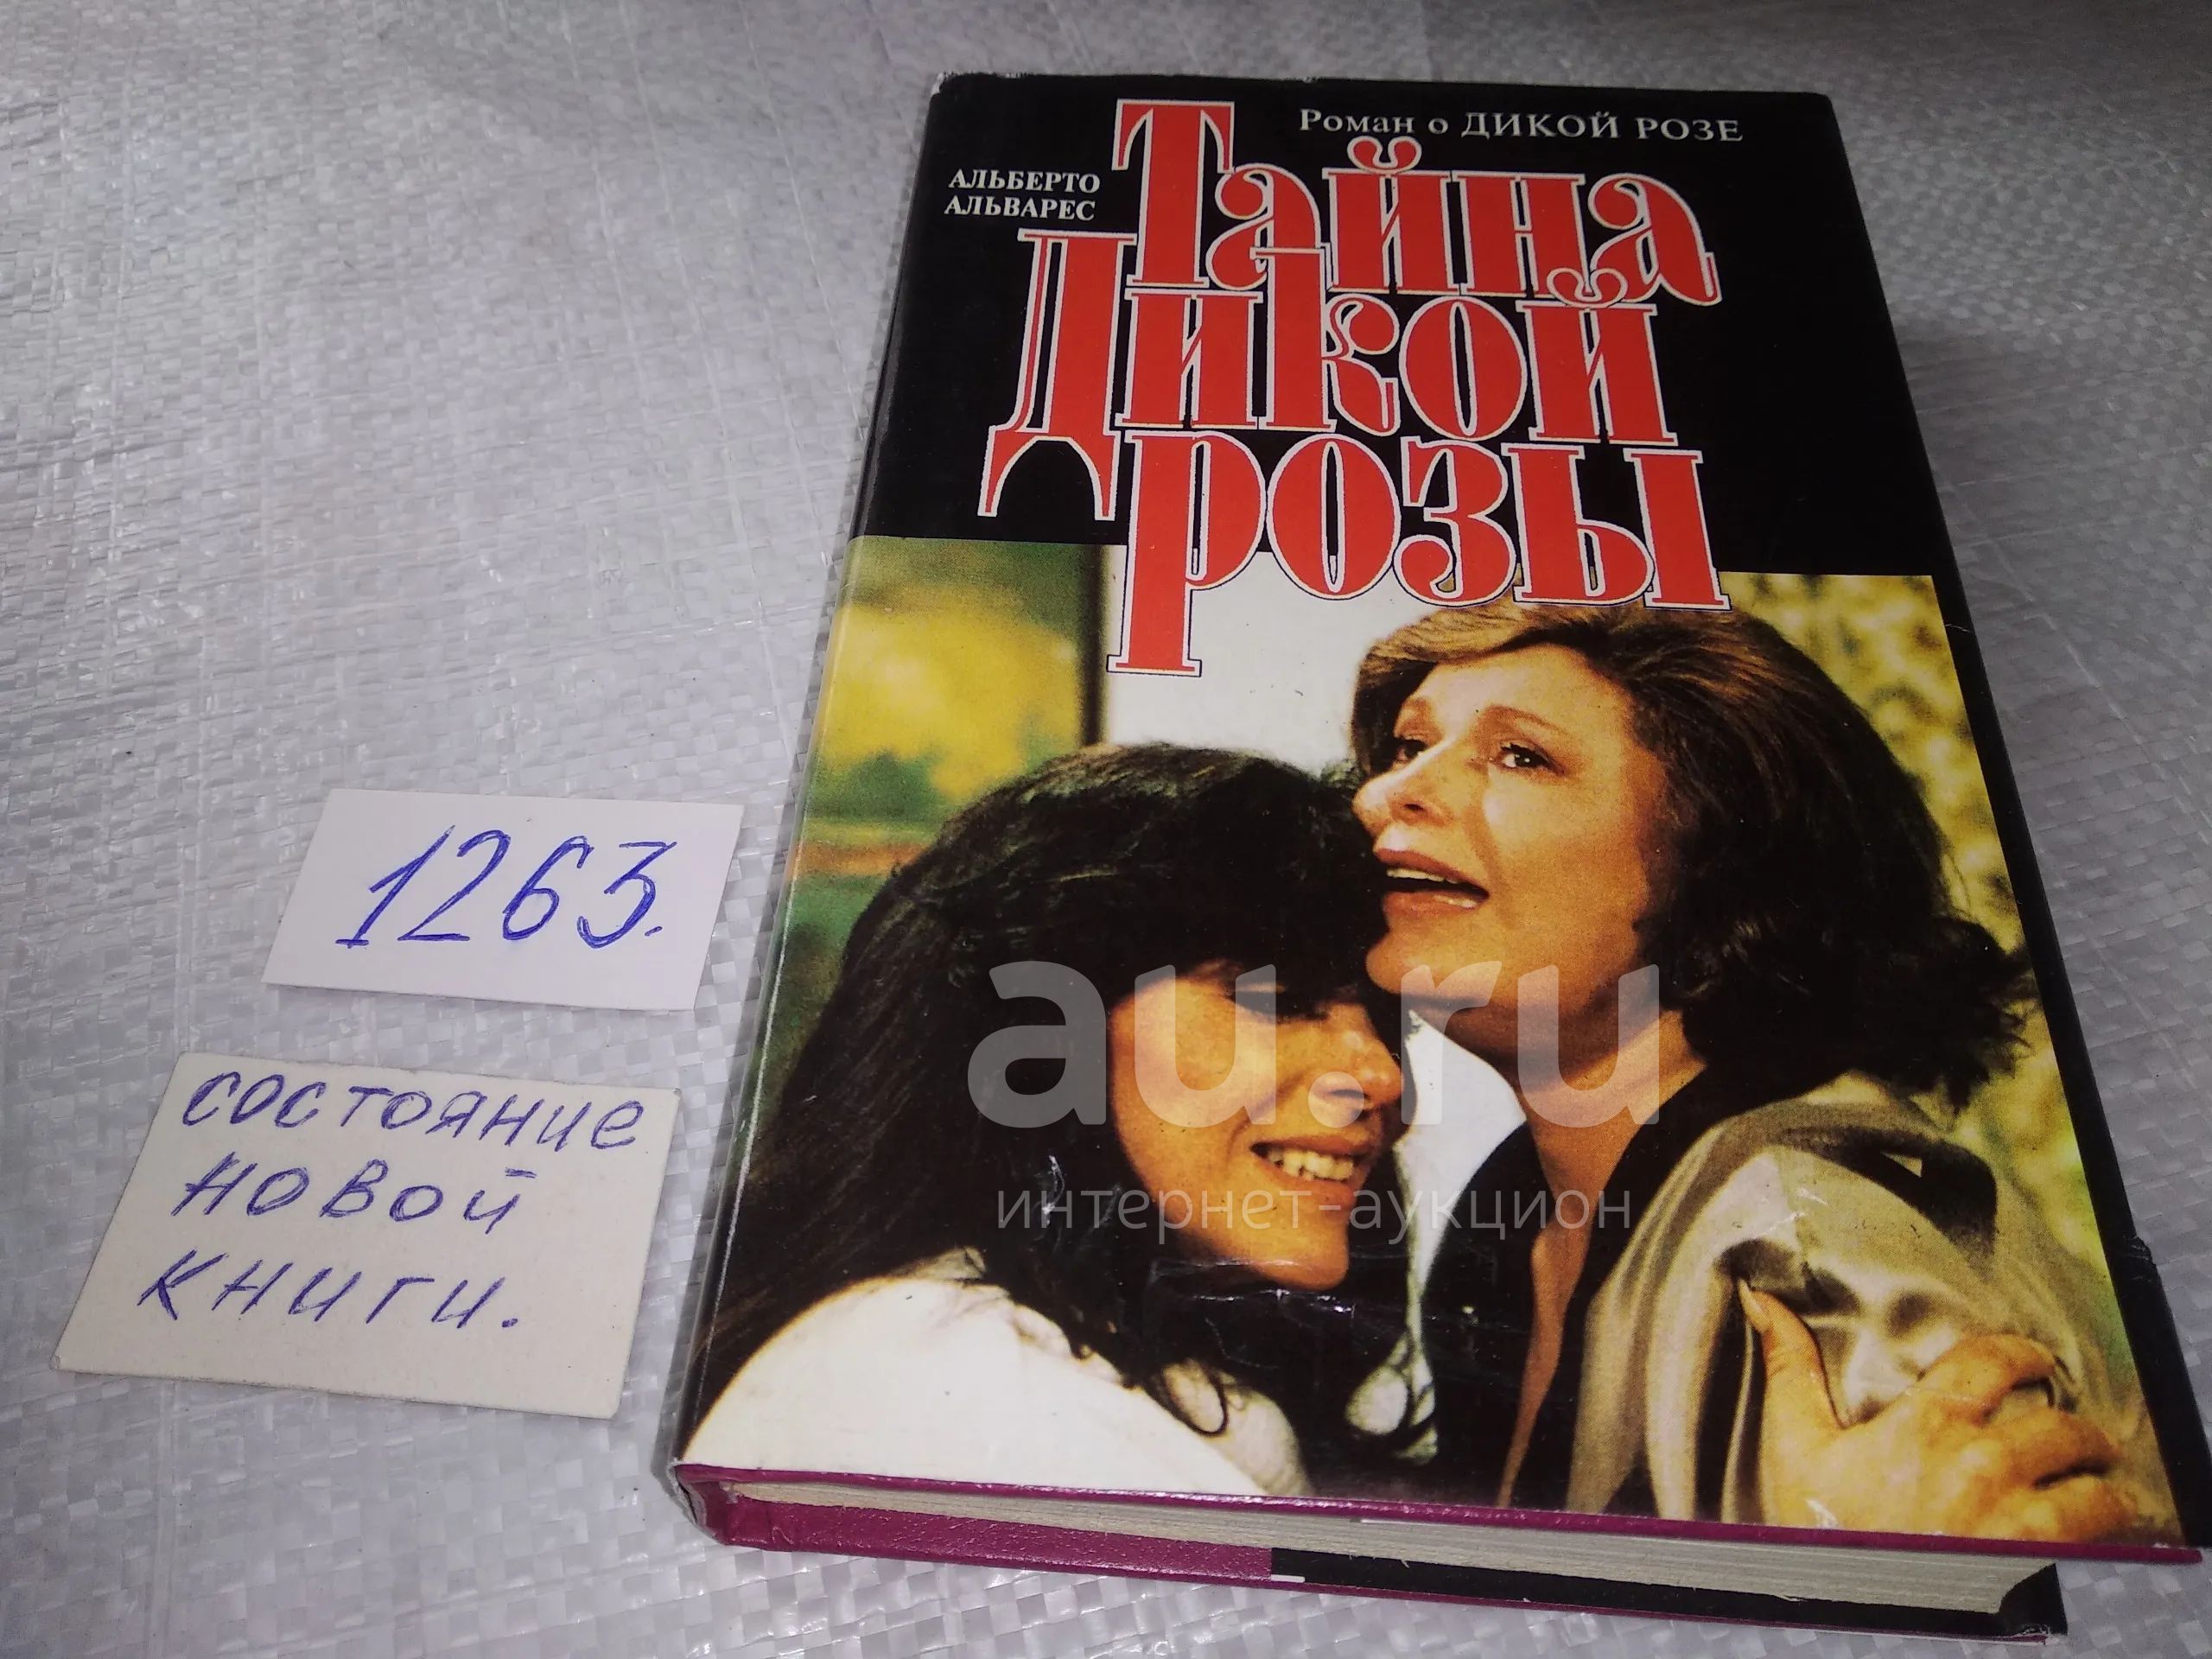 Роман о ДИКОЙ РОЗЕ
АЛЬБЕРТО
АЛЬВАРЕС
Тайна
Дикой
розы
1263.
состояние
новой
книги.
au.ru
интернет-аукцион